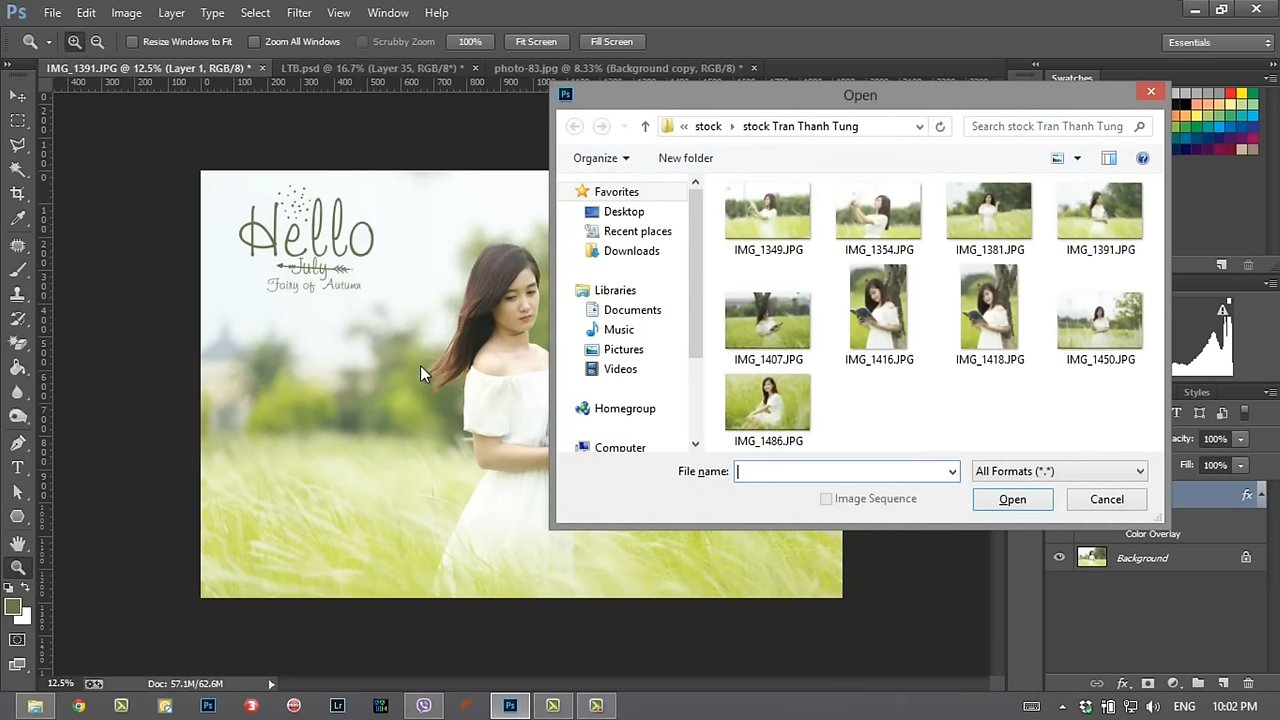 Ps File Edit Image Layer Type Select Filter View Window Help
Resize Windows to Fit Zoom All Windows Scrubby Zoom 100% Fit Screen Fill Screen Essentials
IMG_1391.JPG @ 12.5% (Layer 1, RGB/8) * LTB.psd @ 16.7% (Layer 35, RGB/8*) * photo-83.jpg @ 8.33% (Background copy, RGB/8) *
Swatches
Open
stock stock Tran Thanh Tung Search stock Tran Thanh Tung
Organize New folder
Favorites
Desktop
Recent places
Downloads
Libraries
Documents
Music
Pictures
Videos
Homegroup
Computer
IMG_1349.JPG IMG_1354.JPG IMG_1381.JPG IMG_1391.JPG
IMG_1407.JPG IMG_1416.JPG IMG_1418.JPG IMG_1450.JPG
IMG_1486.JPG
File name: All Formats (*.*)
Image Sequence Open Cancel
Hello
July
Fairy of Autumn
Styles
acity: 100%
Fill: 100%
fx
Color Overlay
Background
12.5% Doc: 57.1M/62.6M
ENG 10:02 PM